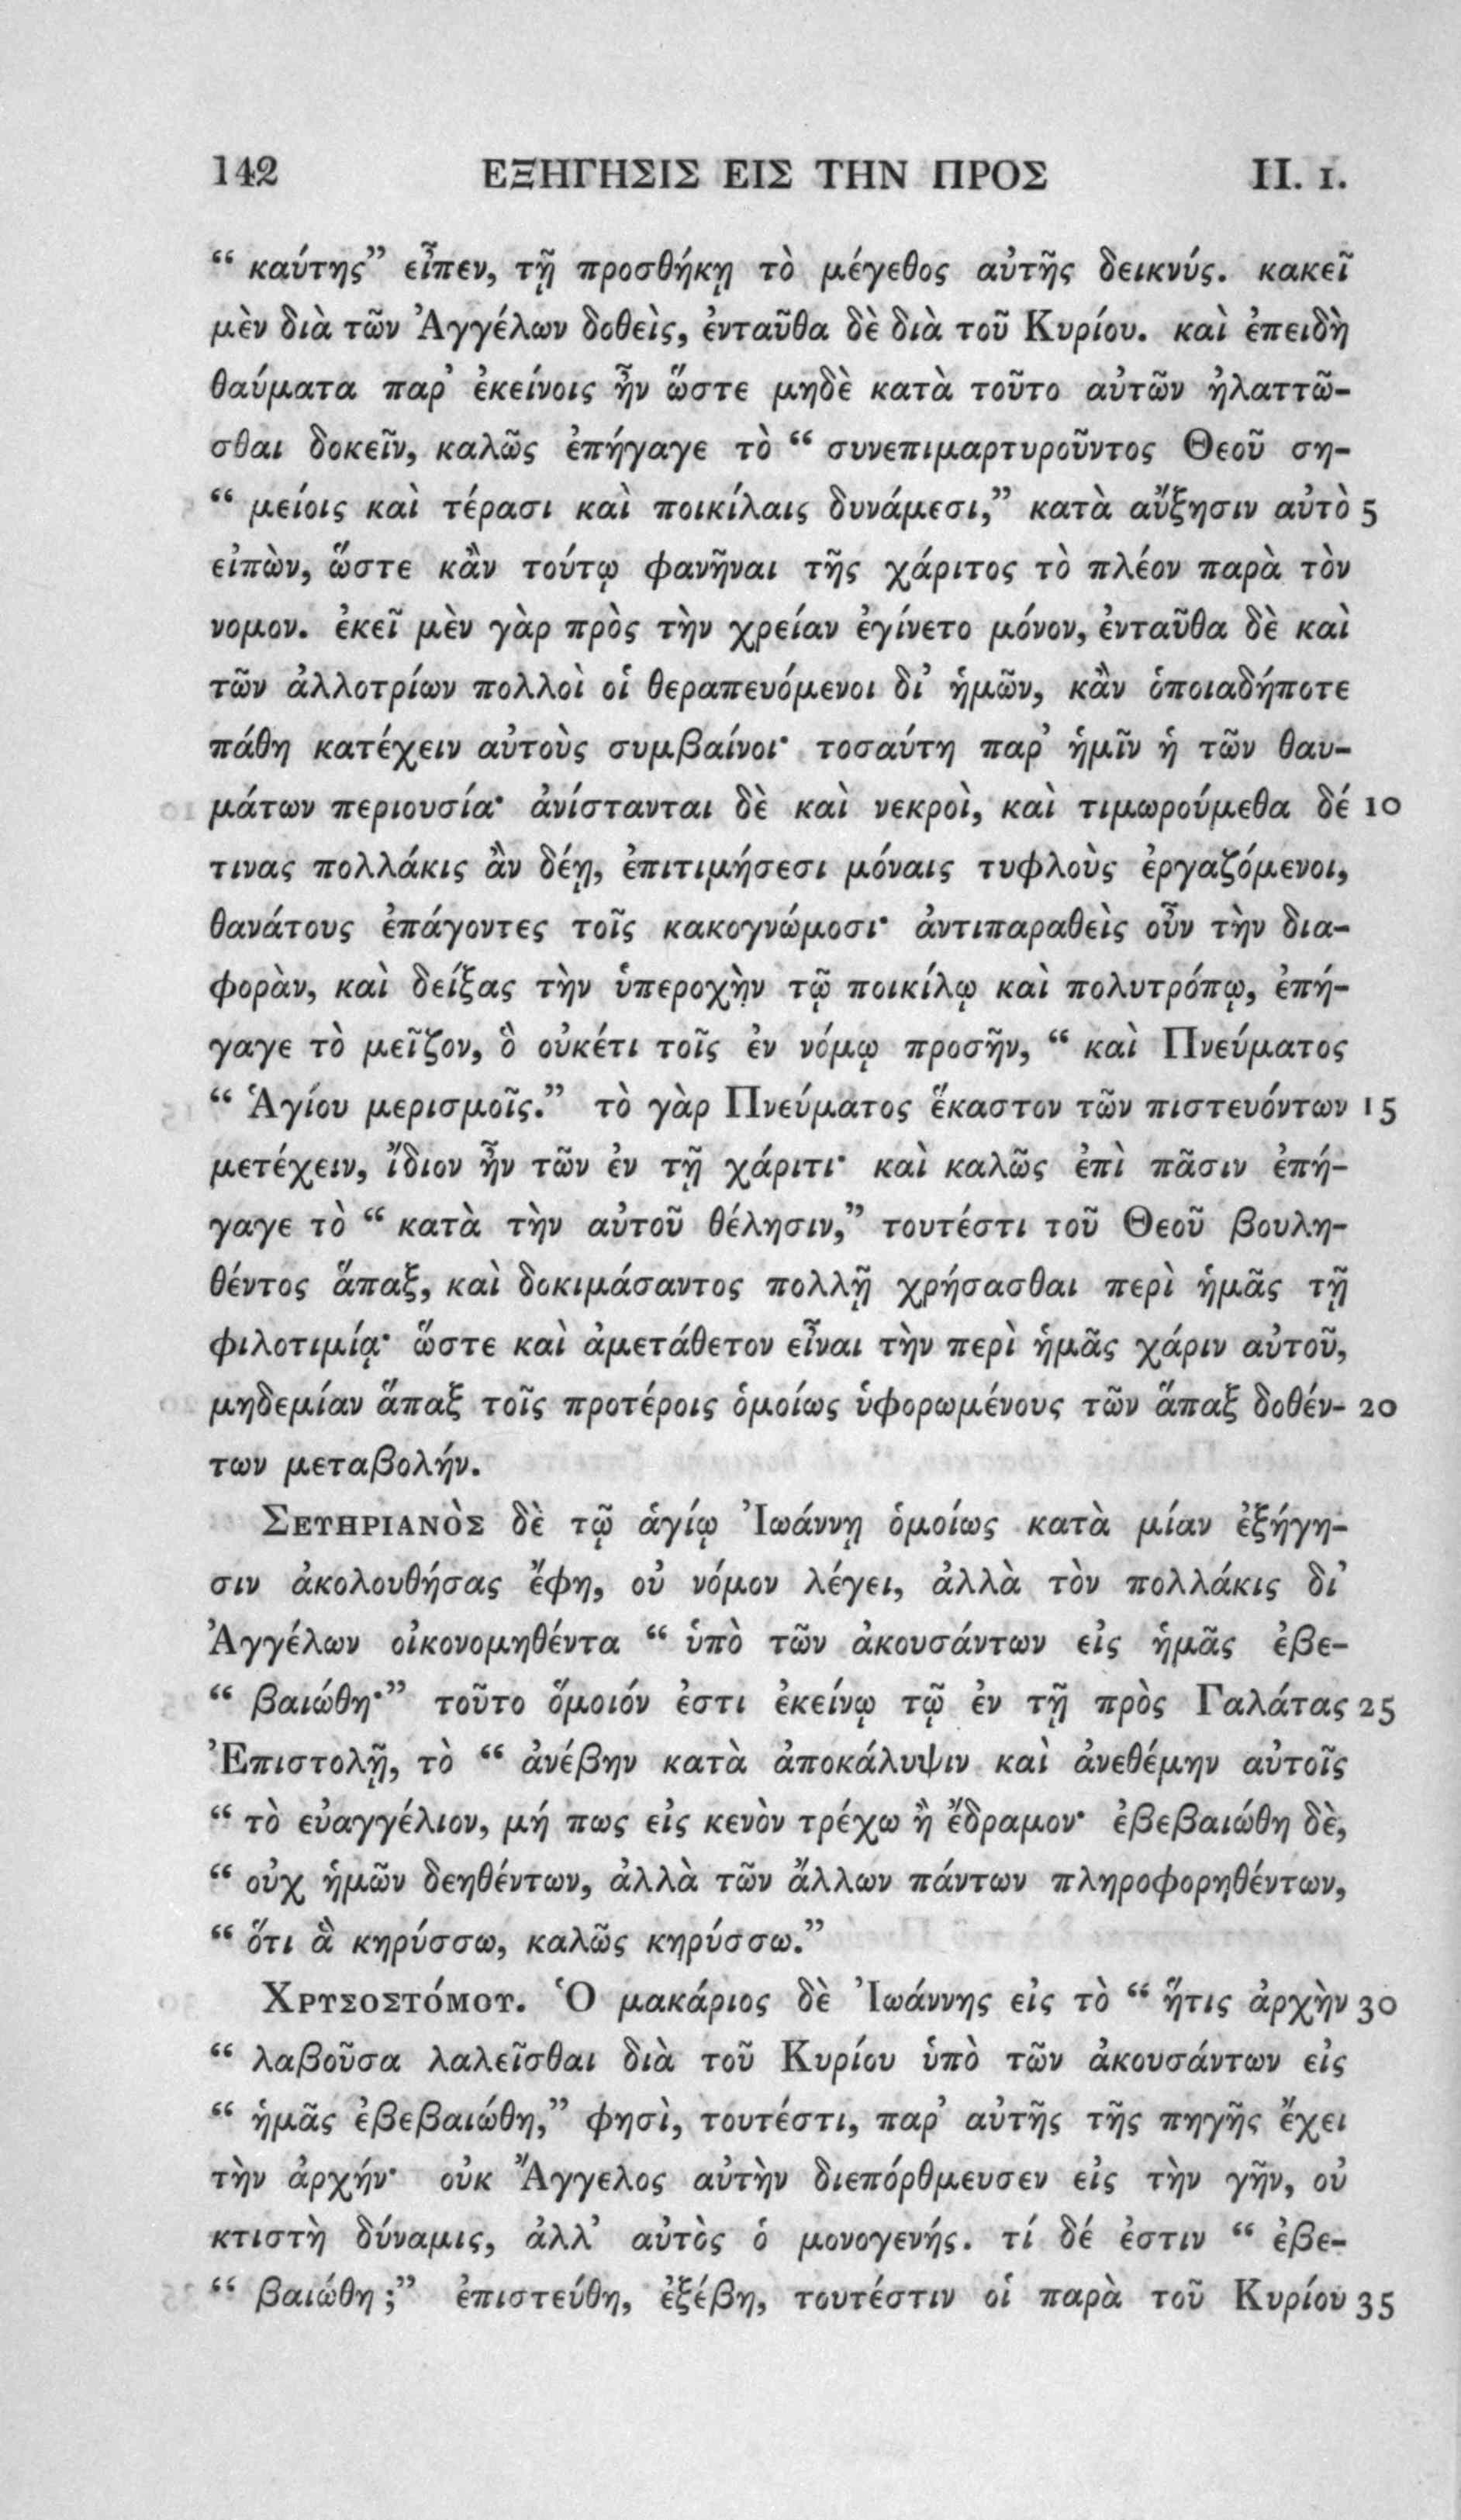 142 ΕΞΗΓΗΣΙΣ ΕΙΣ ΤΗΝ ΠΡΟΣ II. 1.
“ καύτης” εἶπεν, τῇ προσθήκῃ τὸ μέγεθος αὐτῆς δεικνύς. κακεῖ
μὲν διὰ τῶν Ἀγγέλων δοθεὶς, ἐνταῦθα δὲ διὰ τοῦ Κυρίου. καὶ ἐπειδὴ
θαύματα παρ’ ἐκείνοις ἦν ὥστε μηδὲ κατὰ τοῦτο αὐτῶν ἠλαττῶ-
σθαι δοκεῖν, καλῶς ἐπήγαγε τὸ “ συνεπιμαρτυροῦντος Θεοῦ ση-
“ μείοις καὶ τέρασι καὶ ποικίλαις δυνάμεσι,” κατὰ αὔξησιν αὐτὸ 5
εἰπὼν, ὥστε κἂν τούτῳ φανῆναι τῆς χάριτος τὸ πλέον παρὰ τὸν
νομον. ἐκεῖ μὲν γὰρ πρὸς τὴν χρείαν ἐγίνετο μόνον, ἐνταῦθα δὲ καὶ
τῶν ἀλλοτρίων πολλοὶ οἱ θεραπευόμενοι δι’ ἡμῶν, κἂν ὁποιαδήποτε
πάθη κατέχειν αὐτοὺς συμβαίνοι· τοσαύτη παρ’ ἡμῖν ἡ τῶν θαυ-
μάτων περιουσία· ἀνίστανται δὲ καὶ νεκροὶ, καὶ τιμωρούμεθα δέ 10
τινας πολλάκις ἂν δέῃ, ἐπιτιμήσεσι μόναις τυφλοὺς ἐργαζόμενοι,
θανάτους ἐπάγοντες τοῖς κακογνώμοσι· ἀντιπαραθεὶς οὖν τὴν δια-
φορὰν, καὶ δείξας τὴν ὑπεροχὴν τῷ ποικίλῳ καὶ πολυτρόπῳ, ἐπή-
γαγε τὸ μεῖζον, ὃ οὐκέτι τοῖς ἐν νόμῳ προσῆν, “ καὶ Πνεύματος
“ Ἁγίου μερισμοῖς.” τὸ γὰρ Πνεύματος ἕκαστον τῶν πιστευόντων 15
μετέχειν, ἴδιον ἦν τῶν ἐν τῇ χάριτι· καὶ καλῶς ἐπὶ πᾶσιν ἐπή-
γαγε τὸ “ κατὰ τὴν αὐτοῦ θέλησιν,” τουτέστι τοῦ Θεοῦ βουλη-
θέντος ἅπαξ, καὶ δοκιμάσαντος πολλῇ χρήσασθαι περὶ ἡμᾶς τῇ
φιλοτιμίᾳ· ὥστε καὶ ἀμετάθετον εἶναι τὴν περὶ ἡμᾶς χάριν αὐτοῦ,
μηδεμίαν ἅπαξ τοῖς προτέροις ὁμοίως ὑφορωμένους τῶν ἅπαξ δοθέν- 20
των μεταβολήν.
ΣΕΥΗΡΙΑΝῸΣ δὲ τῷ ἁγίῳ Ἰωάννῃ ὁμοίως κατὰ μίαν ἐξήγη-
σιν ἀκολουθήσας ἔφη, οὐ νόμον λέγει, ἀλλὰ τὸν πολλάκις δι’
Ἀγγέλων οἰκονομηθέντα “ ὑπὸ τῶν ἀκουσάντων εἰς ἡμᾶς ἐβε-
“ βαιώθη·” τοῦτο ὅμοιόν ἐστι ἐκείνῳ τῷ ἐν τῇ πρὸς Γαλάτας 25
Ἐπιστολῇ, τὸ “ ἀνέβην κατὰ ἀποκάλυψιν καὶ ἀνεθέμην αὐτοῖς
“ τὸ εὐαγγέλιον, μή πως εἰς κενὸν τρέχω ἢ ἔδραμον· ἐβεβαιώθη δὲ,
“ οὐχ ἡμῶν δεηθέντων, ἀλλὰ τῶν ἄλλων πάντων πληροφορηθέντων,
“ ὅτι ἃ κηρύσσω, καλῶς κηρύσσω.”
ΧΡΥΣΟΣΤΌΜΟΥ. Ὁ μακάριος δὲ Ἰωάννης εἰς τὸ “ ἥτις ἀρχὴν 30
“ λαβοῦσα λαλεῖσθαι διὰ τοῦ Κυρίου ὑπὸ τῶν ἀκουσάντων εἰς
“ ἡμᾶς ἐβεβαιώθη,” φησὶ, τουτέστι, παρ’ αὐτῆς τῆς πηγῆς ἔχει
τὴν ἀρχήν· οὐκ Ἄγγελος αὐτὴν διεπόρθμευσεν εἰς τὴν γῆν, οὐ
κτιστὴ δύναμις, ἀλλ’ αὐτὸς ὁ μονογενής. τί δέ ἐστιν “ ἐβε-
“ βαιώθη ;” ἐπιστεύθη, ἐξέβη, τουτέστιν οἱ παρὰ τοῦ Κυρίου 35